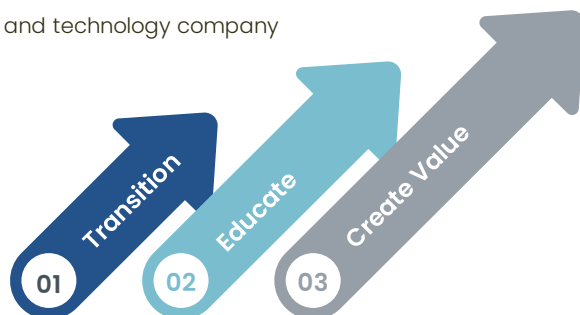 and technology company
Transition
Educate
Create Value
01
02
03